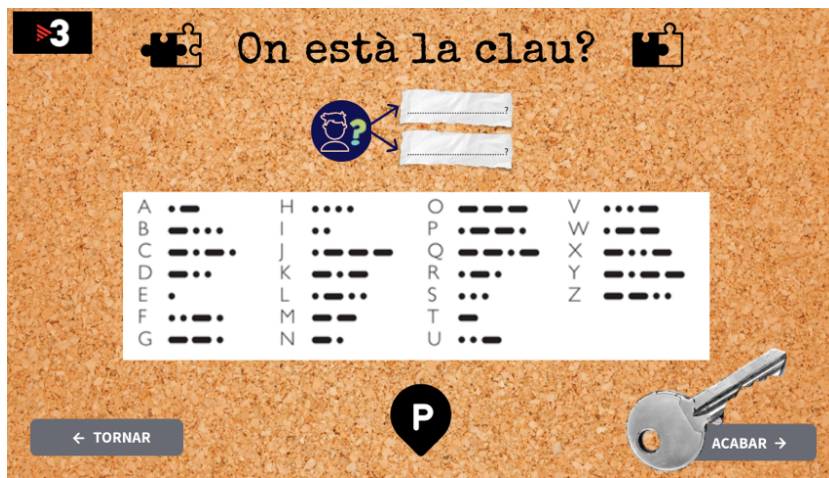 3
On està la clau?
?
..............................?
..............................?
A ·–
B –···
C –·–·
D –··
E ·
F ··–·
G ––·
H ····
I ··
J ·–––
K –·–
L ·–··
M ––
N –·
O –––
P ·––·
Q ––·–
R ·–·
S ···
T –
U ··–
V ···–
W ·––
X –··–
Y –·––
Z ––··
P
← TORNAR
ACABAR →